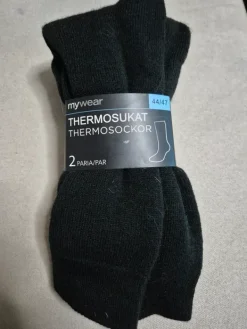 mywear
44/47
THERMOSUKAT
THERMOSOCKOR
2 PARIA/PAR